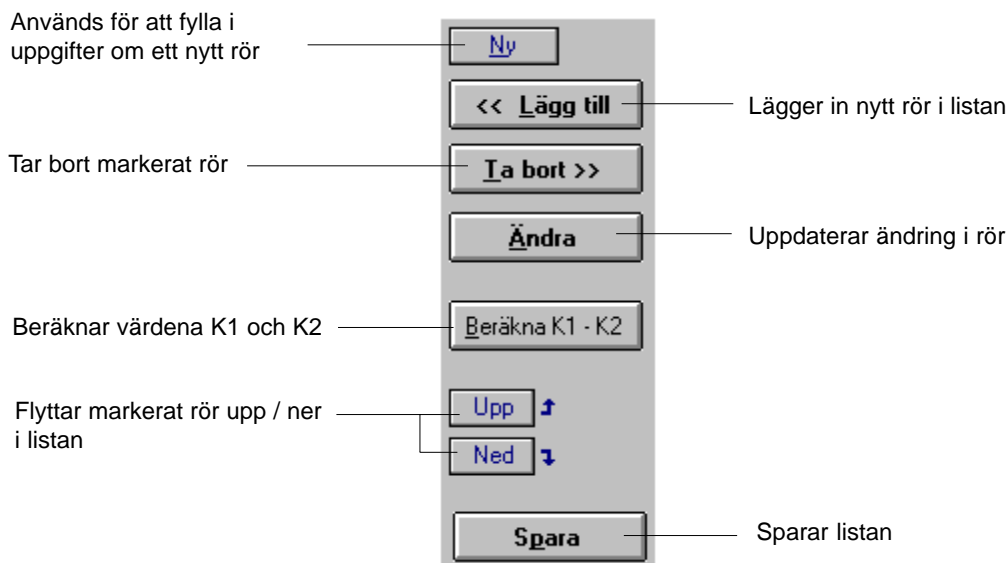 Används för att fylla i
uppgifter om ett nytt rör
Ny
<< Lägg till
Lägger in nytt rör i listan
Tar bort markerat rör
Ta bort >>
Ändra
Uppdaterar ändring i rör
Beräknar värdena K1 och K2
Beräkna K1 - K2
Flyttar markerat rör upp / ner
i listan
Upp
Ned
Spara
Sparar listan